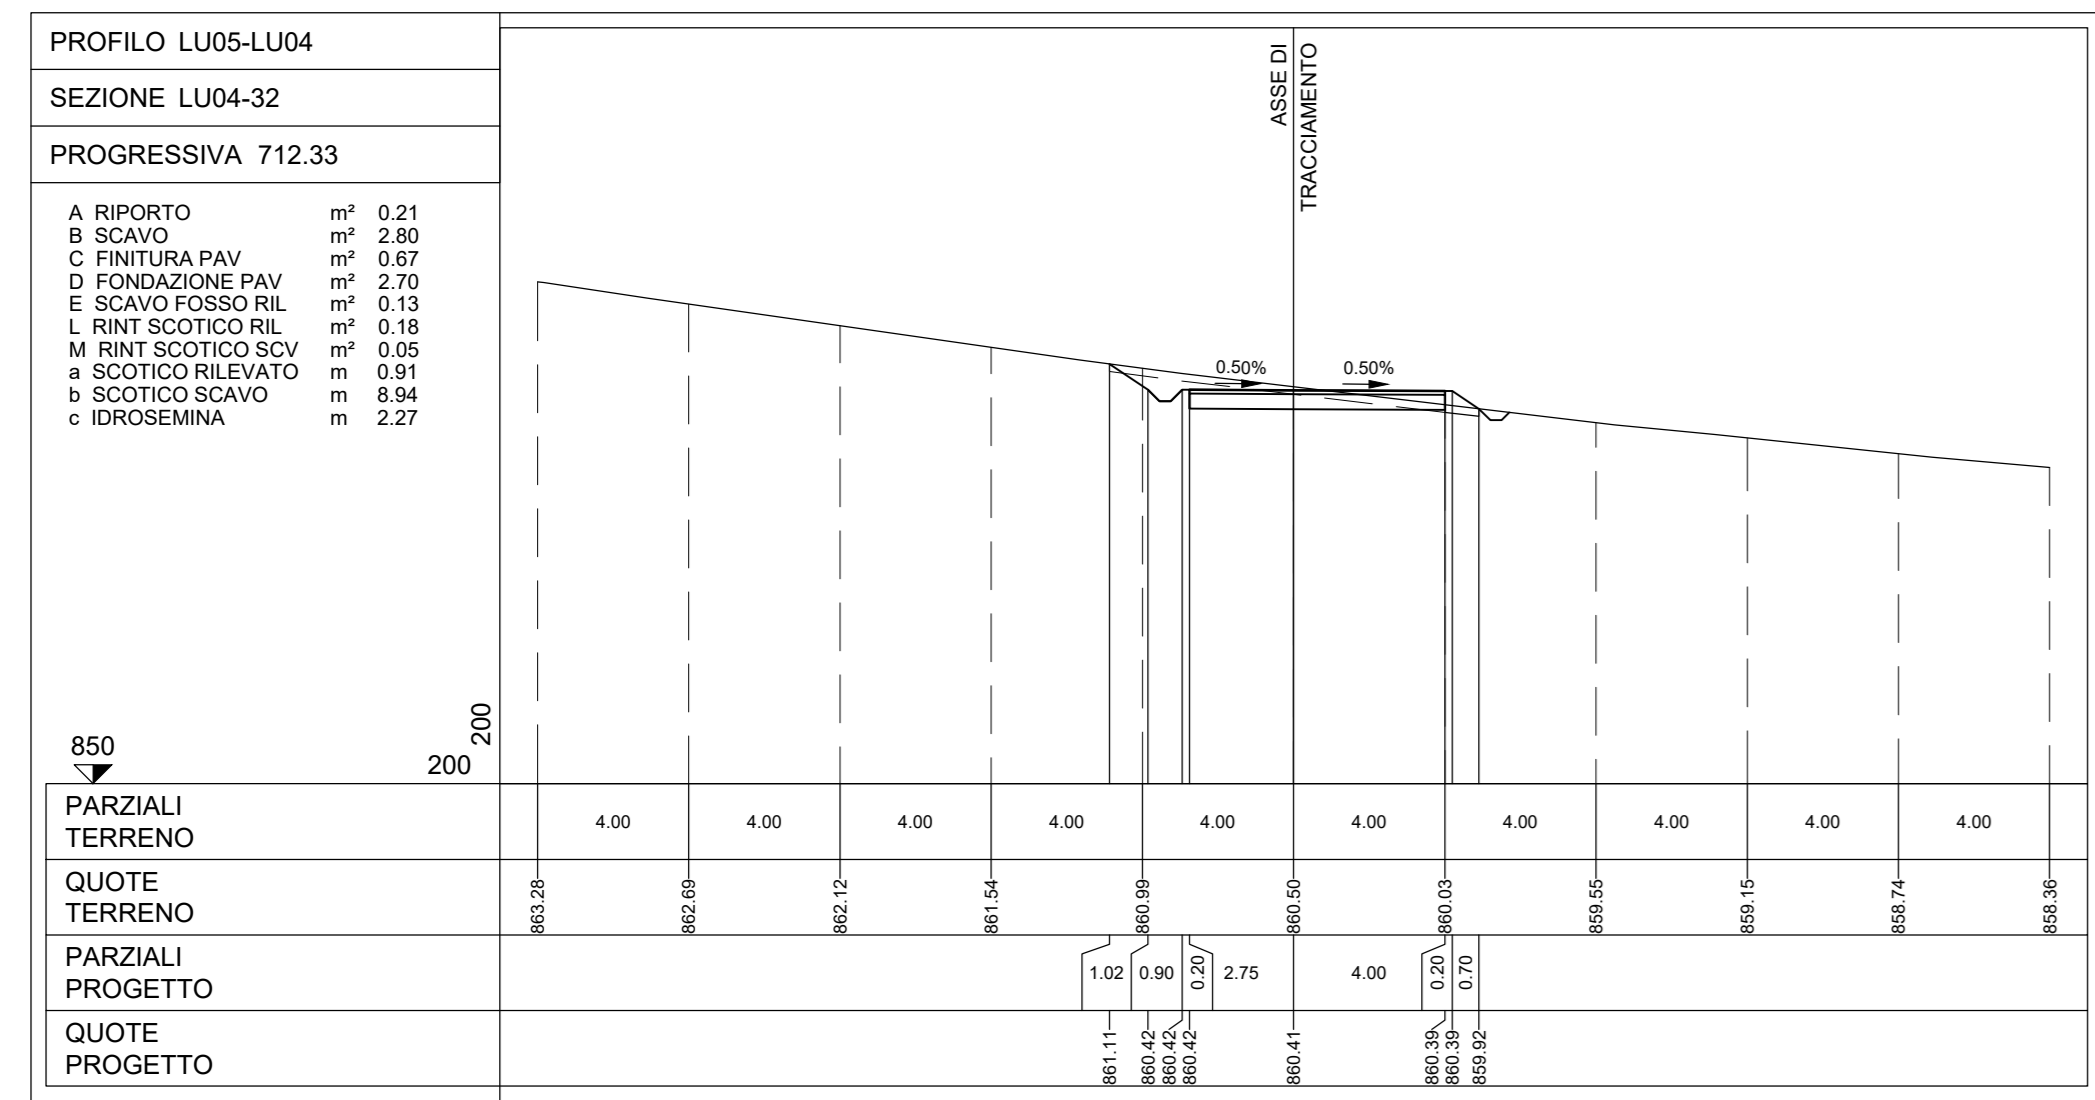 PROFILO LU05-LU04
SEZIONE LU04-32
PROGRESSIVA 712.33
A RIPORTO m² 0.21
B SCAVO m² 2.80
C FINITURA PAV m² 0.67
D FONDAZIONE PAV m² 2.70
E SCAVO FOSSO RIL m² 0.13
L RINT SCOTICO RIL m² 0.18
M RINT SCOTICO SCV m² 0.05
a SCOTICO RILEVATO m 0.91
b SCOTICO SCAVO m 8.94
c IDROSEMINA m 2.27
ASSE DI
TRACCIAMENTO
0.50% 0.50%
850
200
200
PARZIALI
TERRENO
4.00 4.00 4.00 4.00 4.00 4.00 4.00 4.00 4.00 4.00
QUOTE
TERRENO
863.28 862.69 862.12 861.54 860.99 860.50 860.03 859.55 859.15 858.74 858.36
PARZIALI
PROGETTO
1.02 0.90 0.20 2.75 4.00 0.20 0.70
QUOTE
PROGETTO
861.11 860.42 860.42 860.42 860.41 860.39 860.39 859.92